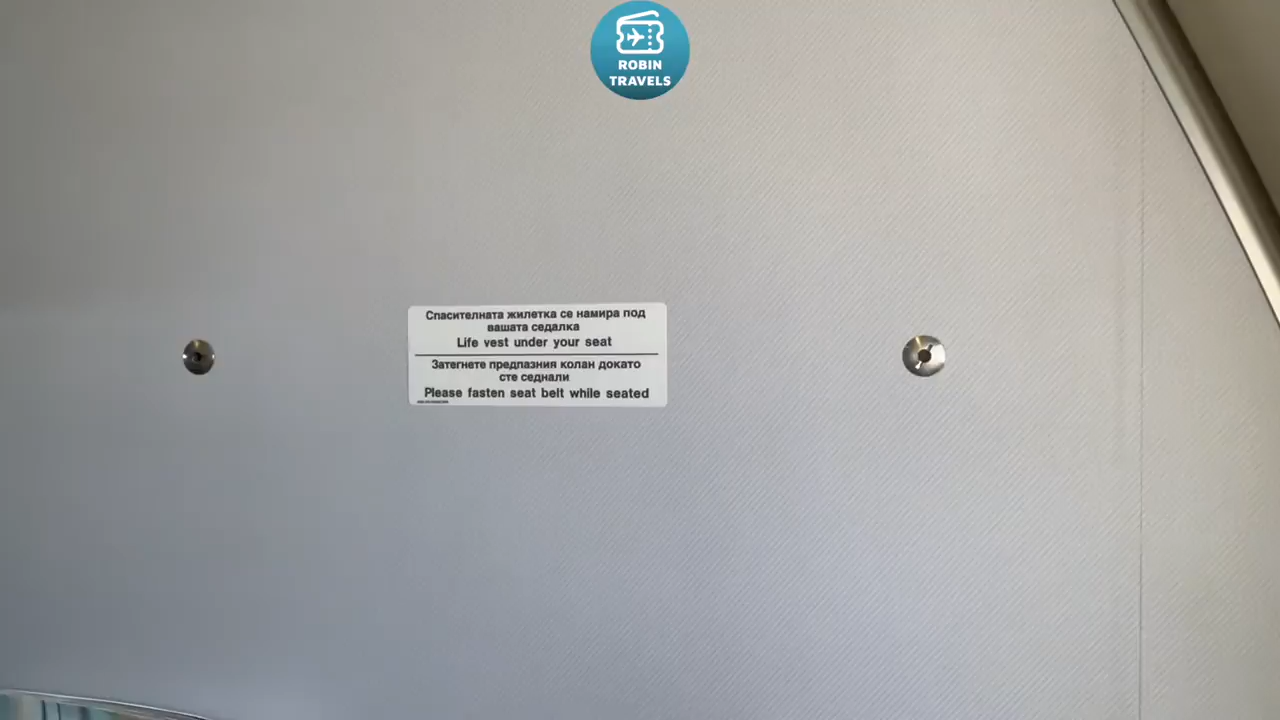 ROBIN
TRAVELS
Спасителната жилетка се намира под
вашата седалка
Life vest under your seat
Затегнете предпазния колан докато
сте седнали
Please fasten seat belt while seated